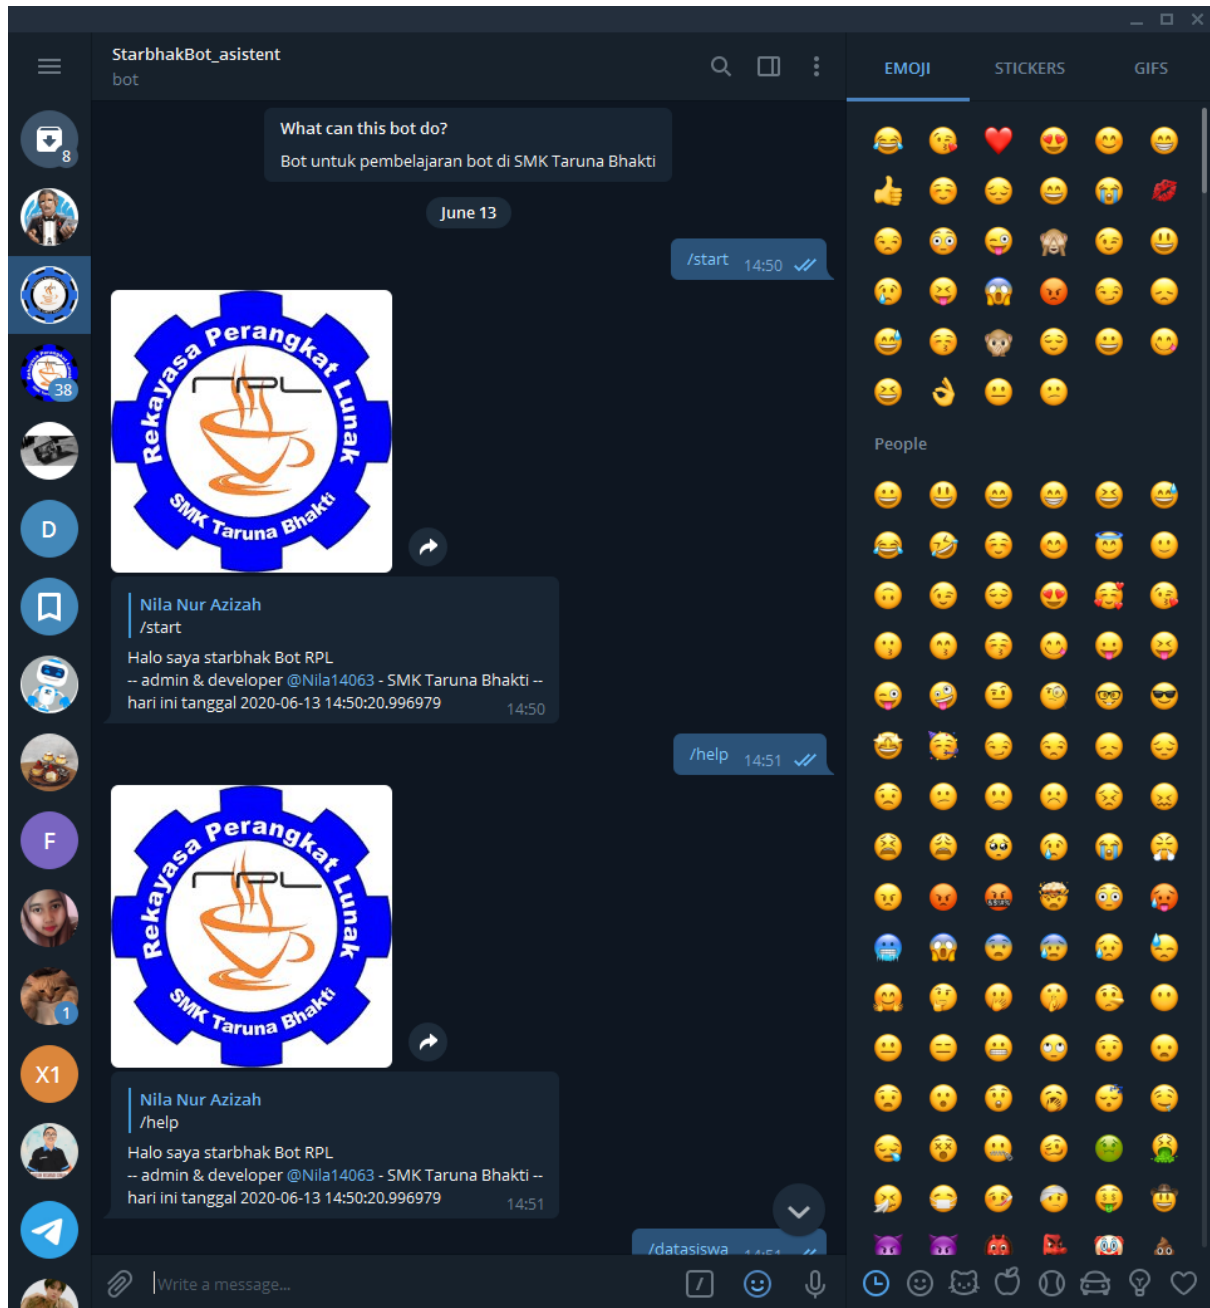 StarbhakBot_asistent
bot
EMOJI
STICKERS
GIFS
8
38
D
F
1
X1
What can this bot do?
Bot untuk pembelajaran bot di SMK Taruna Bhakti
June 13
/start 14:50
Rekayasa Perangkat Lunak
RPL
SMK Taruna Bhakti
Nila Nur Azizah
/start
Halo saya starbhak Bot RPL
-- admin & developer @Nila14063 - SMK Taruna Bhakti --
hari ini tanggal 2020-06-13 14:50:20.996979
14:50
/help 14:51
Rekayasa Perangkat Lunak
RPL
SMK Taruna Bhakti
Nila Nur Azizah
/help
Halo saya starbhak Bot RPL
-- admin & developer @Nila14063 - SMK Taruna Bhakti --
hari ini tanggal 2020-06-13 14:50:20.996979
14:51
/datasiswa 14:51
Write a message...
People